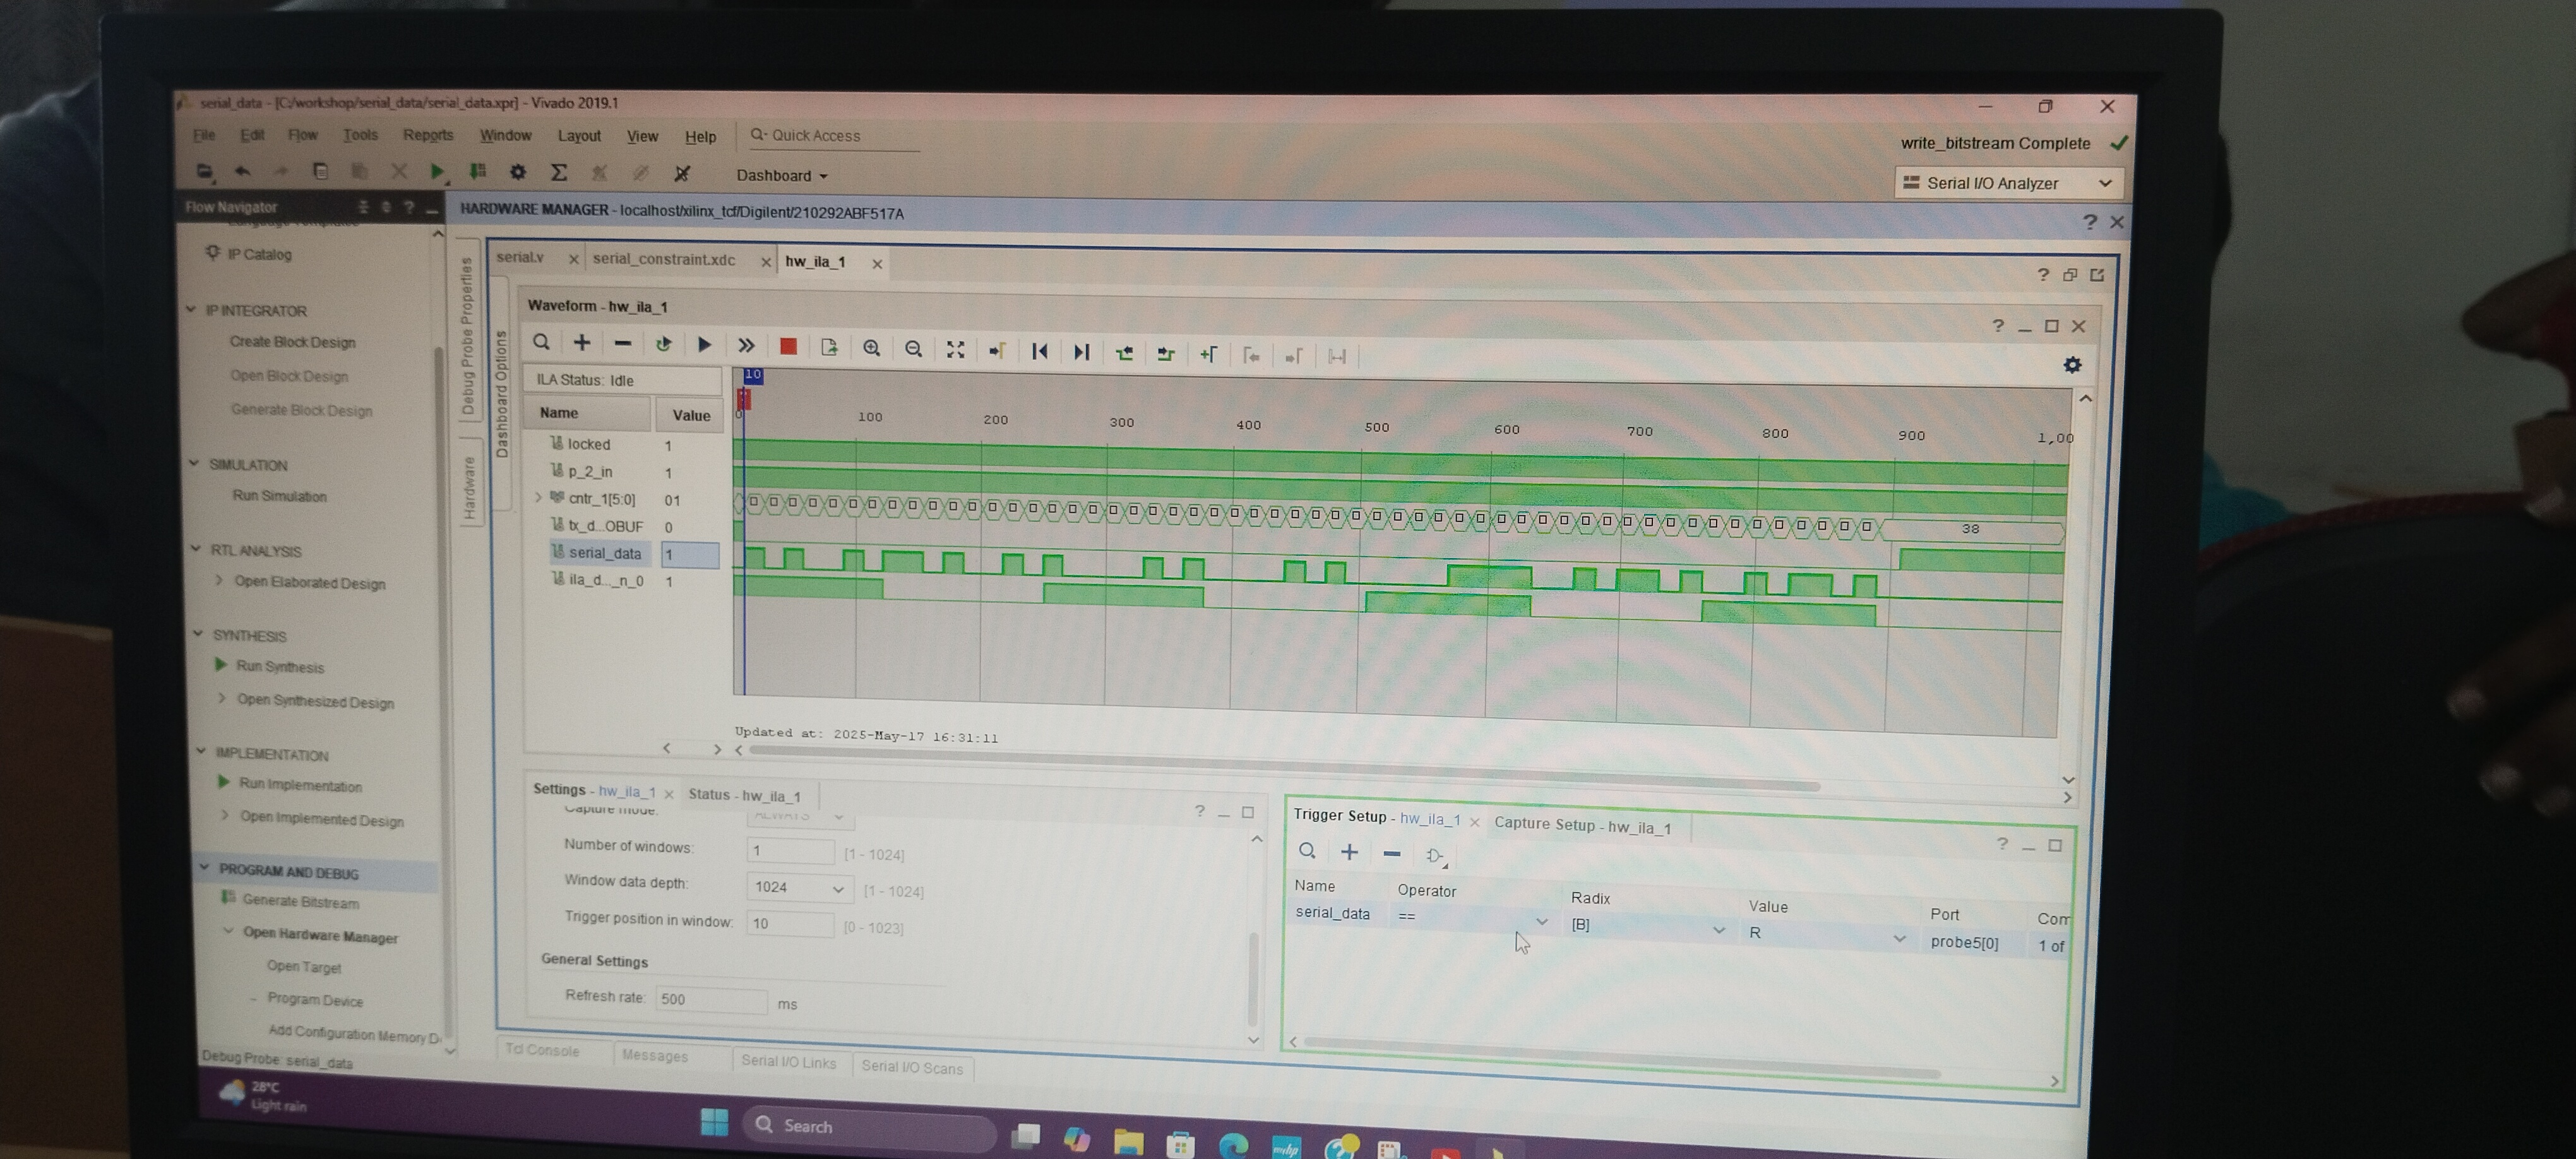 serial_data - [C:/workshop/serial_data/serial_data.xpr] - Vivado 2019.1
File Edit Flow Tools Reports Window Layout View Help Quick Access
write_bitstream Complete
Dashboard
Serial I/O Analyzer
Flow Navigator
HARDWARE MANAGER - localhost/xilinx_tcf/Digilent/210292ABF517A
IP Catalog
IP INTEGRATOR
Create Block Design
Open Block Design
Generate Block Design
SIMULATION
Run Simulation
RTL ANALYSIS
Open Elaborated Design
SYNTHESIS
Run Synthesis
Open Synthesized Design
IMPLEMENTATION
Run Implementation
Open Implemented Design
PROGRAM AND DEBUG
Generate Bitstream
Open Hardware Manager
Open Target
Program Device
Add Configuration Memory D
Debug Probe: serial_data
Debug Probe Properties
Hardware
Dashboard Options
serial.v serial_constraint.xdc hw_ila_1
Waveform - hw_ila_1
ILA Status: Idle
Name Value
locked 1
p_2_in 1
cntr_1[5:0] 01
tx_d...OBUF 0
serial_data 1
ila_d..._n_0 1
10
0 100 200 300 400 500 600 700 800 900 1,00
38
Updated at: 2025-May-17 16:31:11
Settings - hw_ila_1 Status - hw_ila_1
Capture mode: ALWAYS
Number of windows: 1 [1 - 1024]
Window data depth: 1024 [1 - 1024]
Trigger position in window: 10 [0 - 1023]
General Settings
Refresh rate: 500 ms
Trigger Setup - hw_ila_1 Capture Setup - hw_ila_1
Name Operator Radix Value Port Com
serial_data == [B] R probe5[0] 1 of
Tcl Console Messages Serial I/O Links Serial I/O Scans
28°C
Light rain
Search
myhp